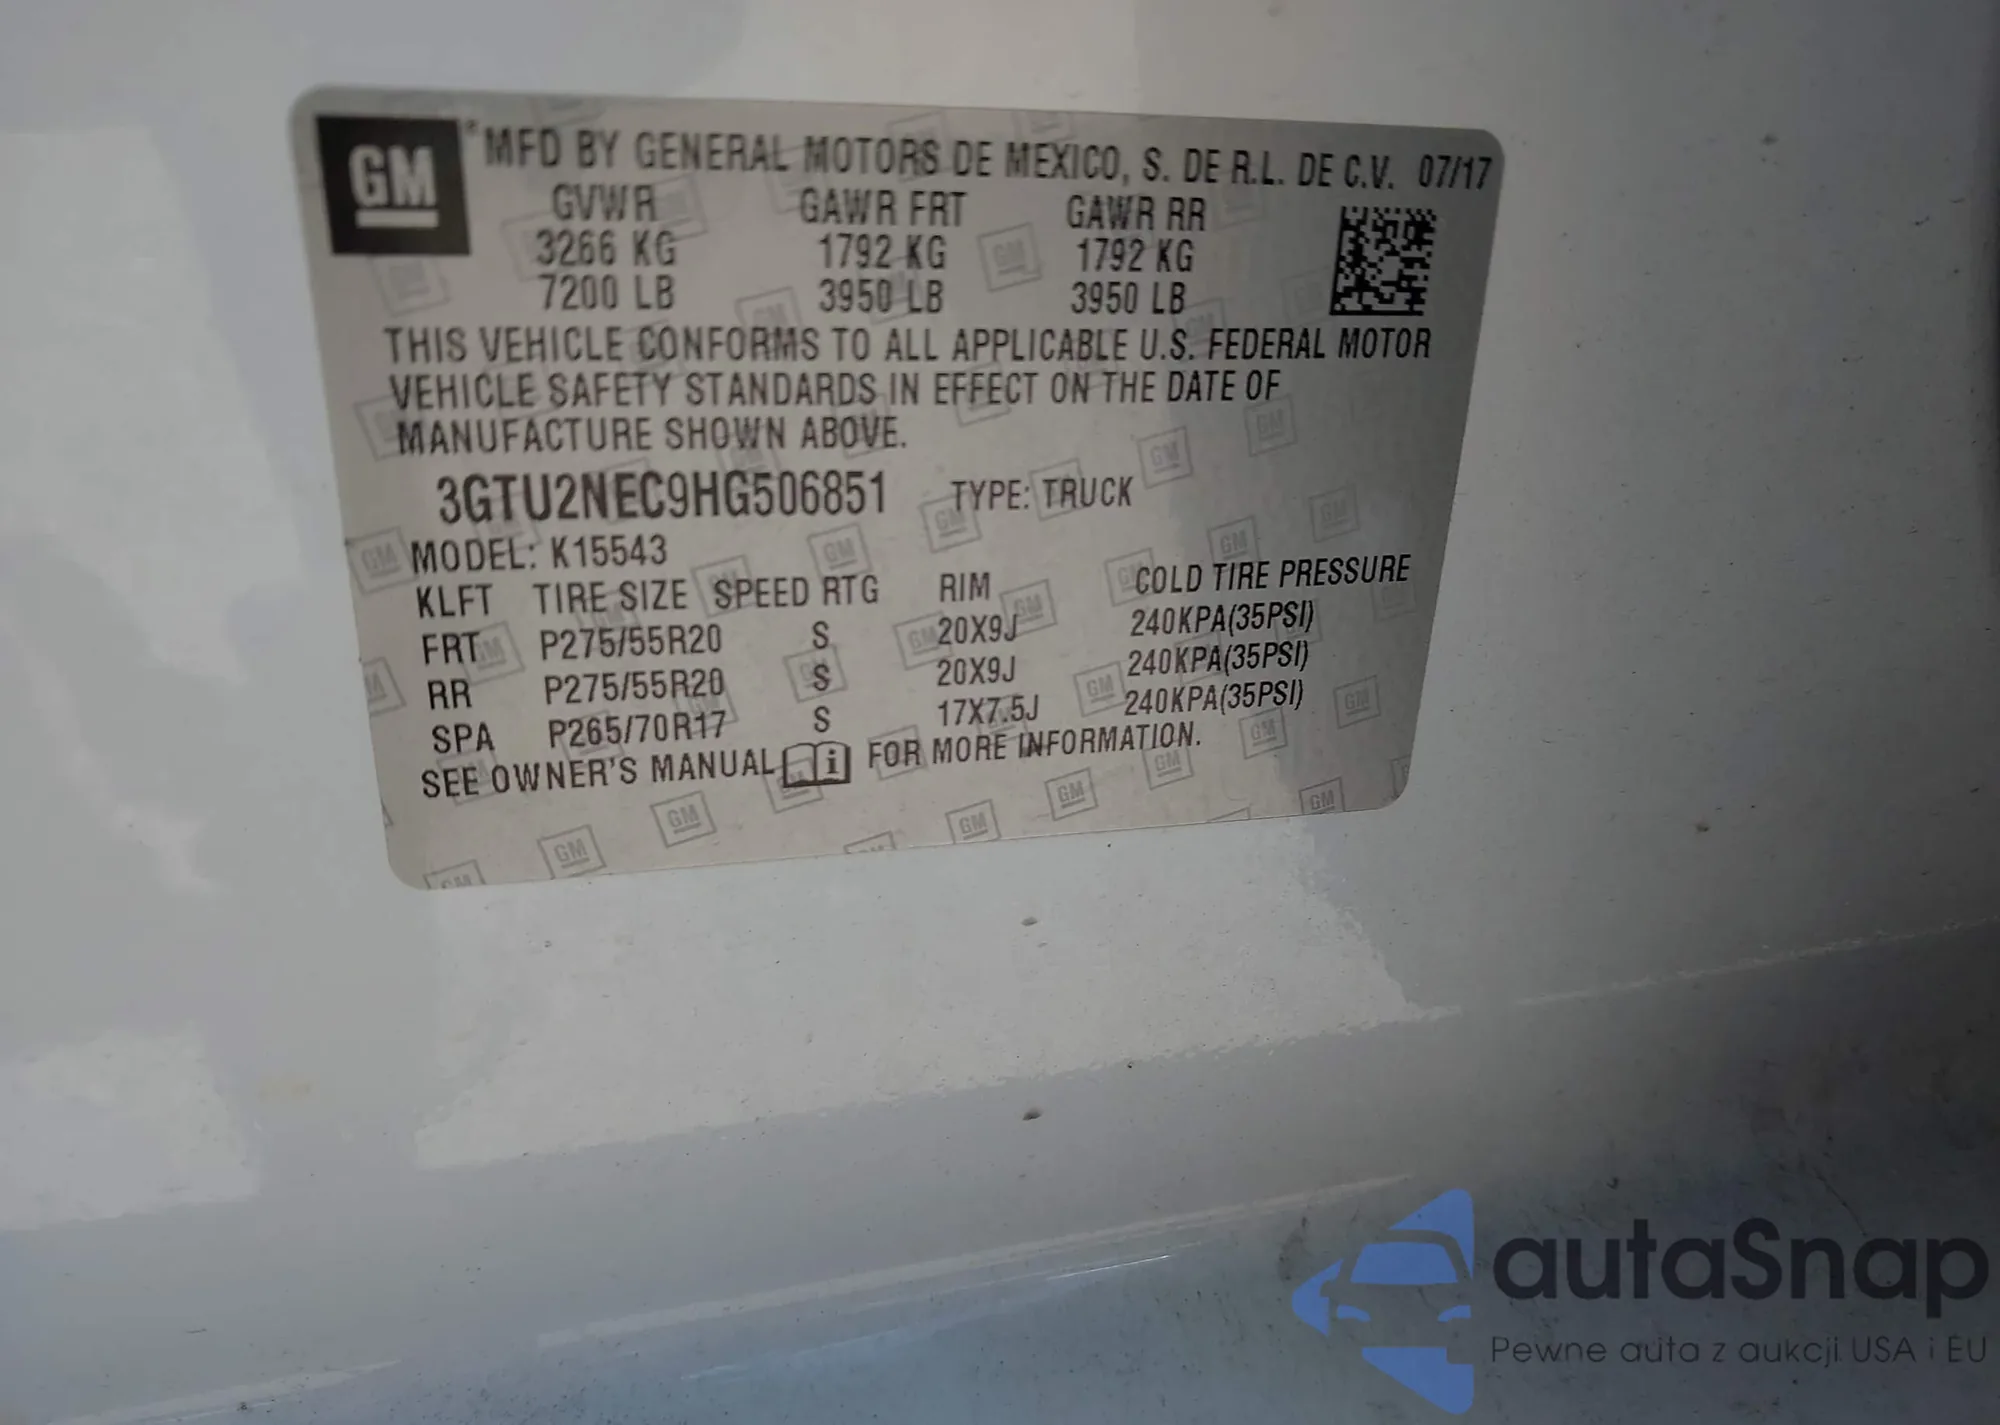 GM
MFD BY GENERAL MOTORS DE MEXICO, S. DE R.L. DE C.V. 07/17
GVWR GAWR FRT GAWR RR
3266 KG 1792 KG 1792 KG
7200 LB 3950 LB 3950 LB
THIS VEHICLE CONFORMS TO ALL APPLICABLE U.S. FEDERAL MOTOR
VEHICLE SAFETY STANDARDS IN EFFECT ON THE DATE OF
MANUFACTURE SHOWN ABOVE.
3GTU2NEC9HG506851 TYPE: TRUCK
MODEL: K15543
KLFT TIRE SIZE SPEED RTG RIM COLD TIRE PRESSURE
FRT P275/55R20 S 20X9J 240KPA(35PSI)
RR P275/55R20 S 20X9J 240KPA(35PSI)
SPA P265/70R17 S 17X7.5J 240KPA(35PSI)
SEE OWNER'S MANUAL i FOR MORE INFORMATION.
autaSnap
Pewne auta z aukcji USA i EU